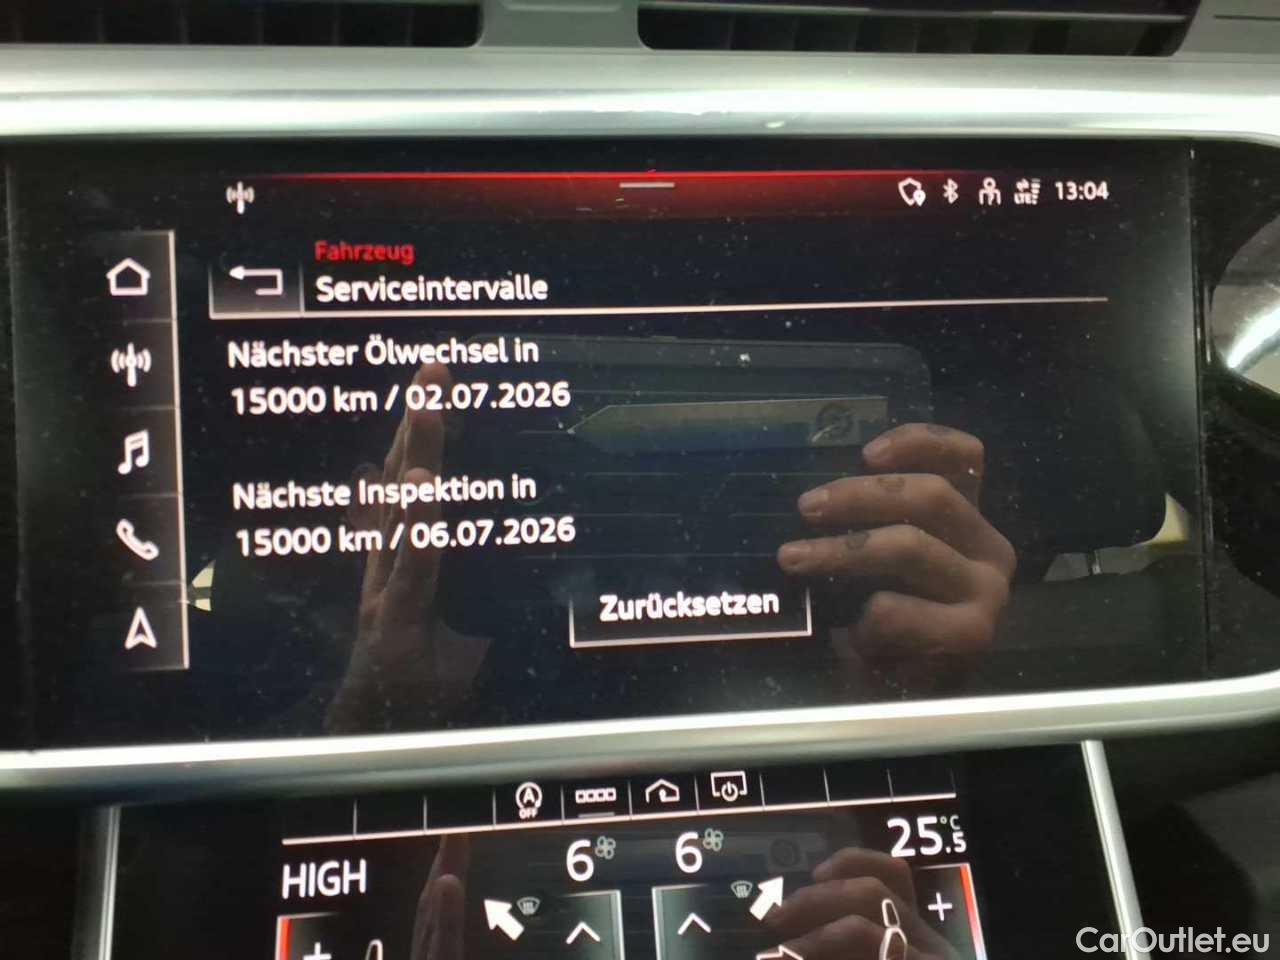 LTE 13:04
Fahrzeug
Serviceintervalle
Nächster Ölwechsel in
15000 km / 02.07.2026
Nächste Inspektion in
15000 km / 06.07.2026
Zurücksetzen
A
OFF
HIGH 6 6 25.5 °C
+ +
CarOutlet.eu